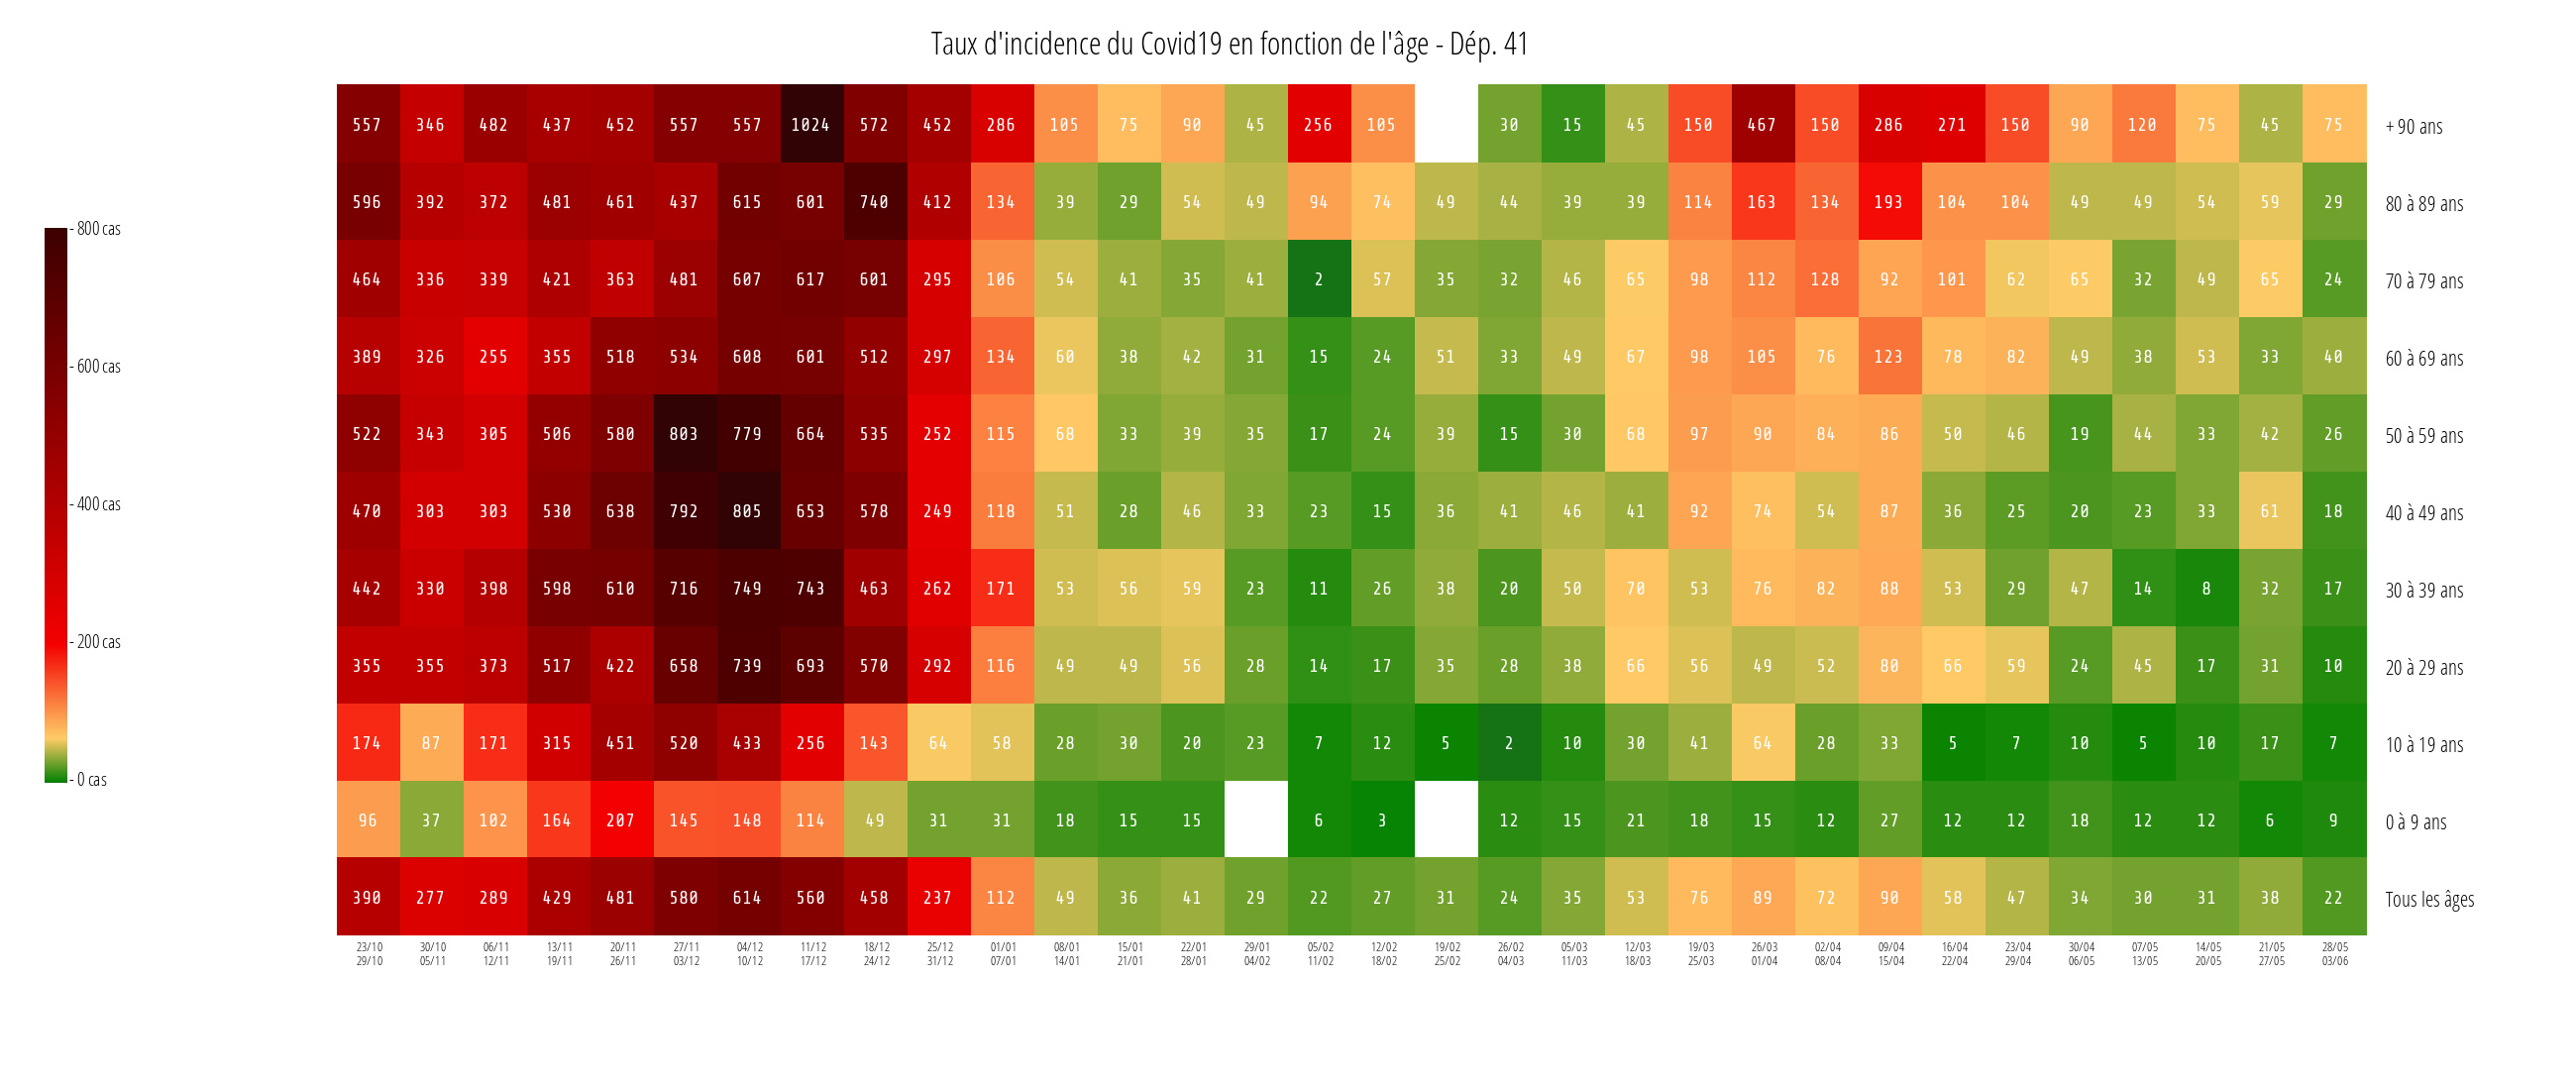 Taux d'incidence du Covid19 en fonction de l'âge - Dép. 41
- 800 cas
- 600 cas
- 400 cas
- 200 cas
- 0 cas
557 346 482 437 452 557 557 1024 572 452 286 105 75 90 45 256 105 30 15 45 150 467 150 286 271 150 90 120 75 45 75 + 90 ans
596 392 372 481 461 437 615 601 740 412 134 39 29 54 49 94 74 49 44 39 39 114 163 134 193 104 104 49 49 54 59 29 80 à 89 ans
464 336 339 421 363 481 607 617 601 295 106 54 41 35 41 2 57 35 32 46 65 98 112 128 92 101 62 65 32 49 65 24 70 à 79 ans
389 326 255 355 518 534 608 601 512 297 134 60 38 42 31 15 24 51 33 49 67 98 105 76 123 78 82 49 38 53 33 40 60 à 69 ans
522 343 305 506 580 803 779 664 535 252 115 68 33 39 35 17 24 39 15 30 68 97 90 84 86 50 46 19 44 33 42 26 50 à 59 ans
470 303 303 530 638 792 805 653 578 249 118 51 28 46 33 23 15 36 41 46 41 92 74 54 87 36 25 20 23 33 61 18 40 à 49 ans
442 330 398 598 610 716 749 743 463 262 171 53 56 59 23 11 26 38 20 50 70 53 76 82 88 53 29 47 14 8 32 17 30 à 39 ans
355 355 373 517 422 658 739 693 570 292 116 49 49 56 28 14 17 35 28 38 66 56 49 52 80 66 59 24 45 17 31 10 20 à 29 ans
174 87 171 315 451 520 433 256 143 64 58 28 30 20 23 7 12 5 2 10 30 41 64 28 33 5 7 10 5 10 17 7 10 à 19 ans
96 37 102 164 207 145 148 114 49 31 31 18 15 15 6 3 12 15 21 18 15 12 27 12 12 18 12 12 6 9 0 à 9 ans
390 277 289 429 481 580 614 560 458 237 112 49 36 41 29 22 27 31 24 35 53 76 89 72 90 58 47 34 30 31 38 22 Tous les âges
23/10 30/10 06/11 13/11 20/11 27/11 04/12 11/12 18/12 25/12 01/01 08/01 15/01 22/01 29/01 05/02 12/02 19/02 26/02 05/03 12/03 19/03 26/03 02/04 09/04 16/04 23/04 30/04 07/05 14/05 21/05 28/05
29/10 05/11 12/11 19/11 26/11 03/12 10/12 17/12 24/12 31/12 07/01 14/01 21/01 28/01 04/02 11/02 18/02 25/02 04/03 11/03 18/03 25/03 01/04 08/04 15/04 22/04 29/04 06/05 13/05 20/05 27/05 03/06